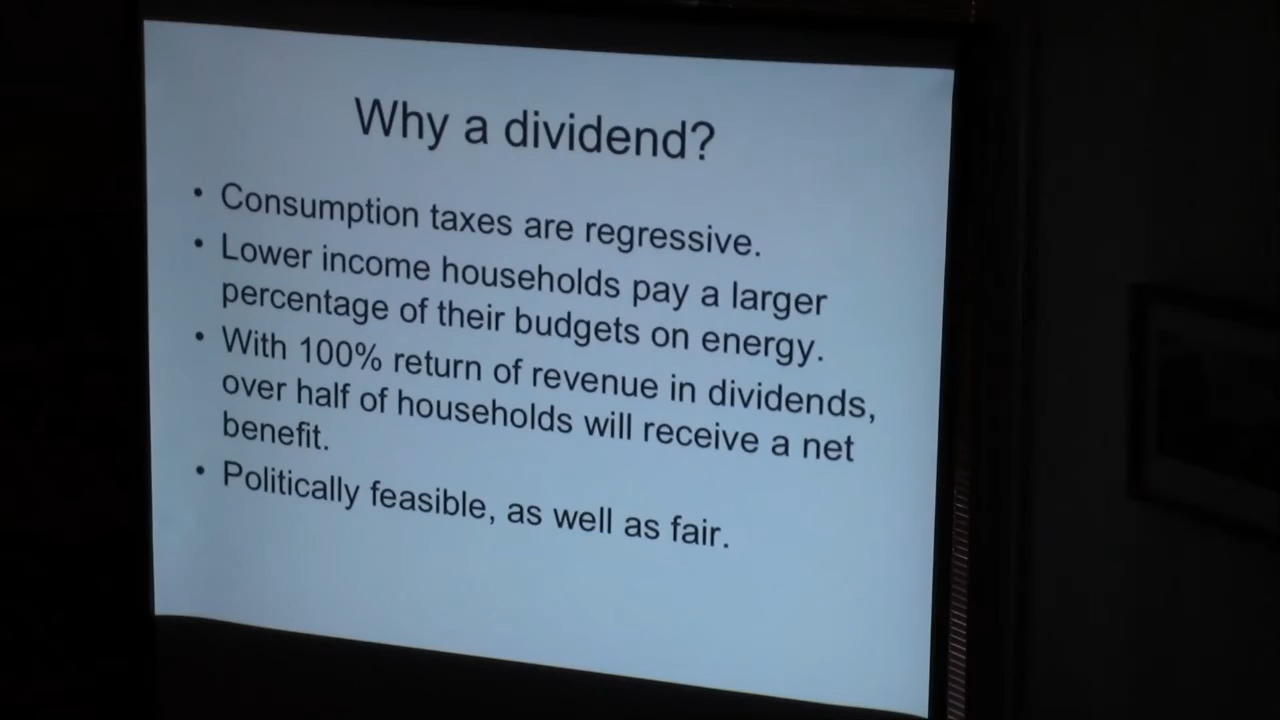 Why a dividend?
• Consumption taxes are regressive.
• Lower income households pay a larger
percentage of their budgets on energy.
• With 100% return of revenue in dividends,
over half of households will receive a net
benefit.
• Politically feasible, as well as fair.